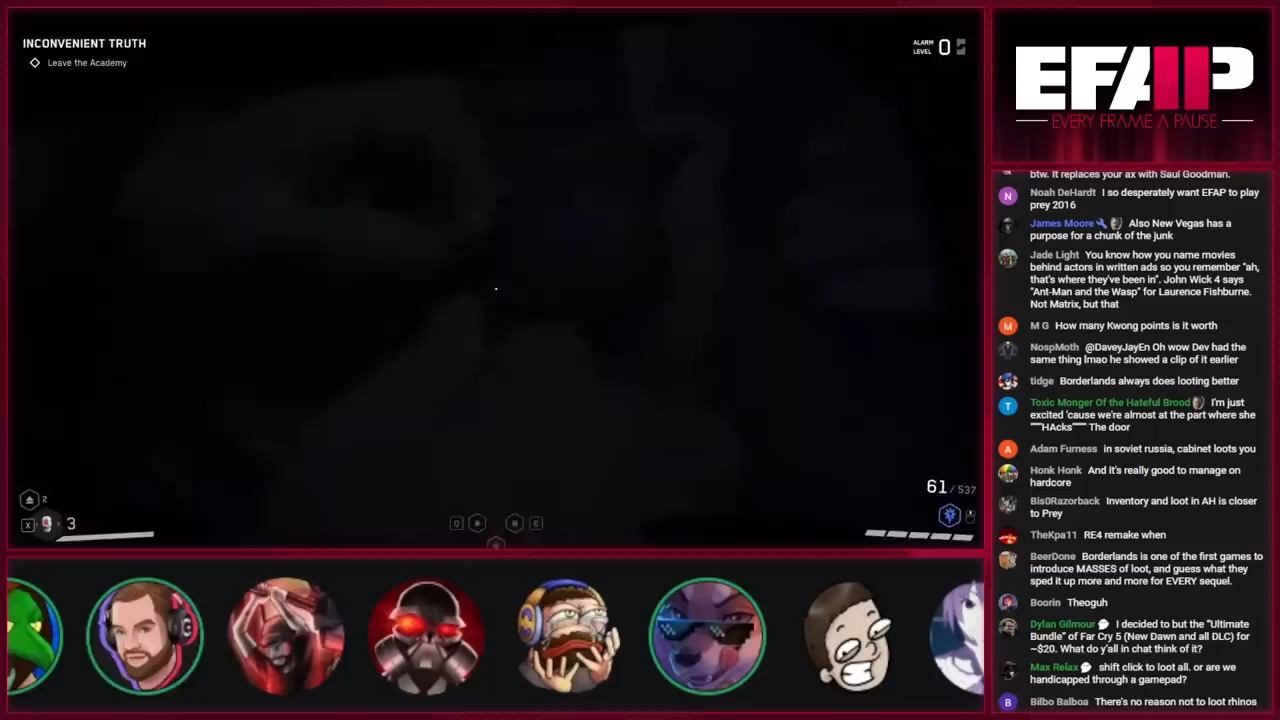 INCONVENIENT TRUTH
Leave the Academy
ALARM
LEVEL 0
61 / 537
2
X 3
Q E
EFAP
EVERY FRAME A PAUSE
btw. It replaces your ax with Saul Goodman.
N Noah DeHardt I so desperately want EFAP to play
prey 2016
James Moore Also New Vegas has a
purpose for a chunk of the junk
Jade Light You know how you name movies
behind actors in written ads so you remember "ah,
that's where they've been in". John Wick 4 says
"Ant-Man and the Wasp" for Laurence Fishburne.
Not Matrix, but that
M M G How many Kwong points is it worth
NospMoth @DaveyJayEn Oh wow Dev had the
same thing lmao he showed a clip of it earlier
tidge Borderlands always does looting better
T Toxic Monger Of the Hateful Brood I'm just
excited 'cause we're almost at the part where she
""""HAcks"""" The door
A Adam Furness in soviet russia, cabinet loots you
Honk Honk And it's really good to manage on
hardcore
Bis0Razorback Inventory and loot in AH is closer
to Prey
TheKpa11 RE4 remake when
BeerDone Borderlands is one of the first games to
introduce MASSES of loot, and guess what they
sped it up more and more for EVERY sequel.
Boorin Theoguh
Dylan Gilmour I decided to but the "Ultimate
Bundle" of Far Cry 5 (New Dawn and all DLC) for
~$20. What do y'all in chat think of it?
Max Relax shift click to loot all. or are we
handicapped through a gamepad?
B Bilbo Balboa There's no reason not to loot rhinos